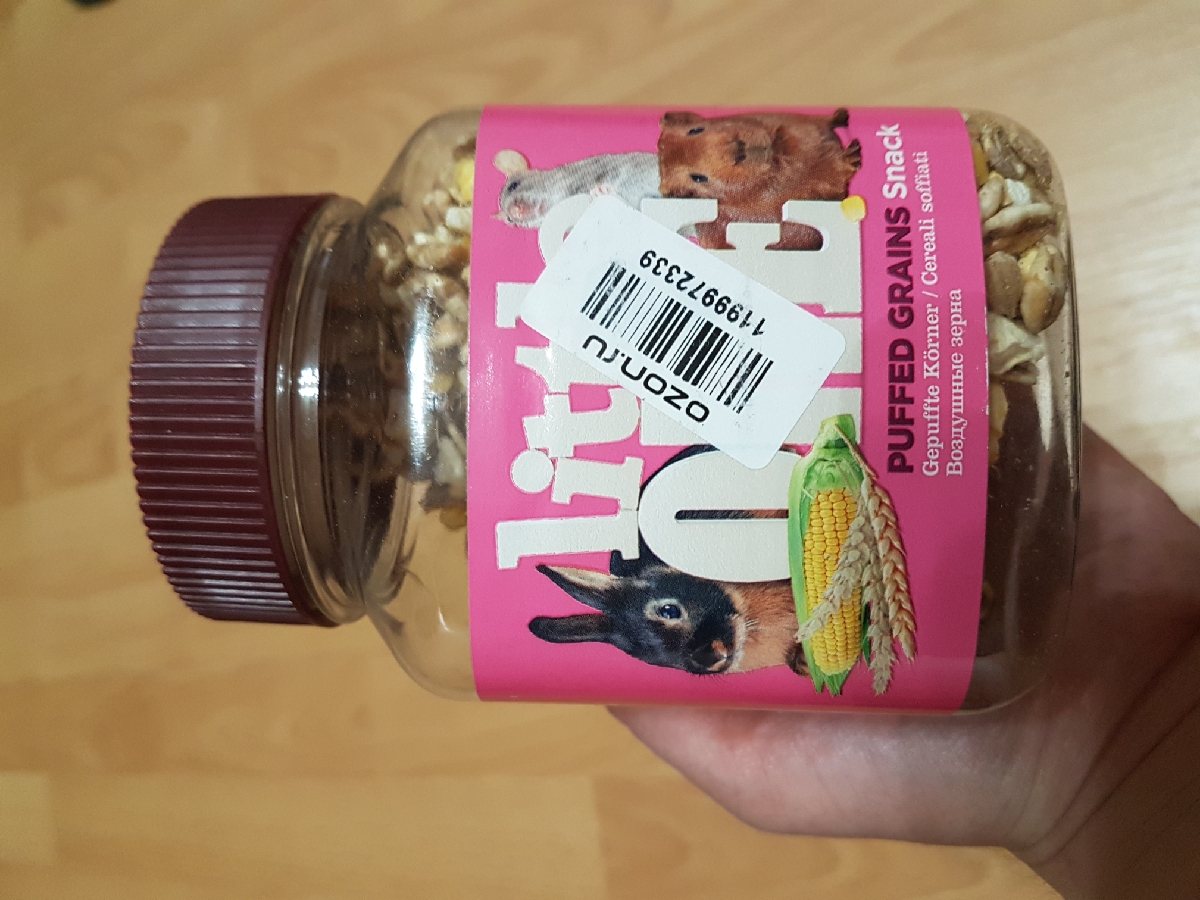 little
ONE
ozon.ru
1199972339
PUFFED GRAINS Snack
Gepuffte Körner / Cereali soffiati
Воздушные зерна